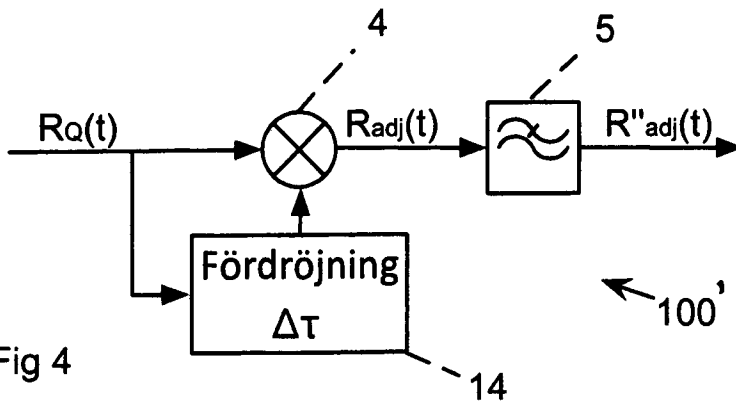 4
5
RQ(t)
Radj(t)
R"adj(t)
Fördröjning
Δτ
100'
Fig 4
14